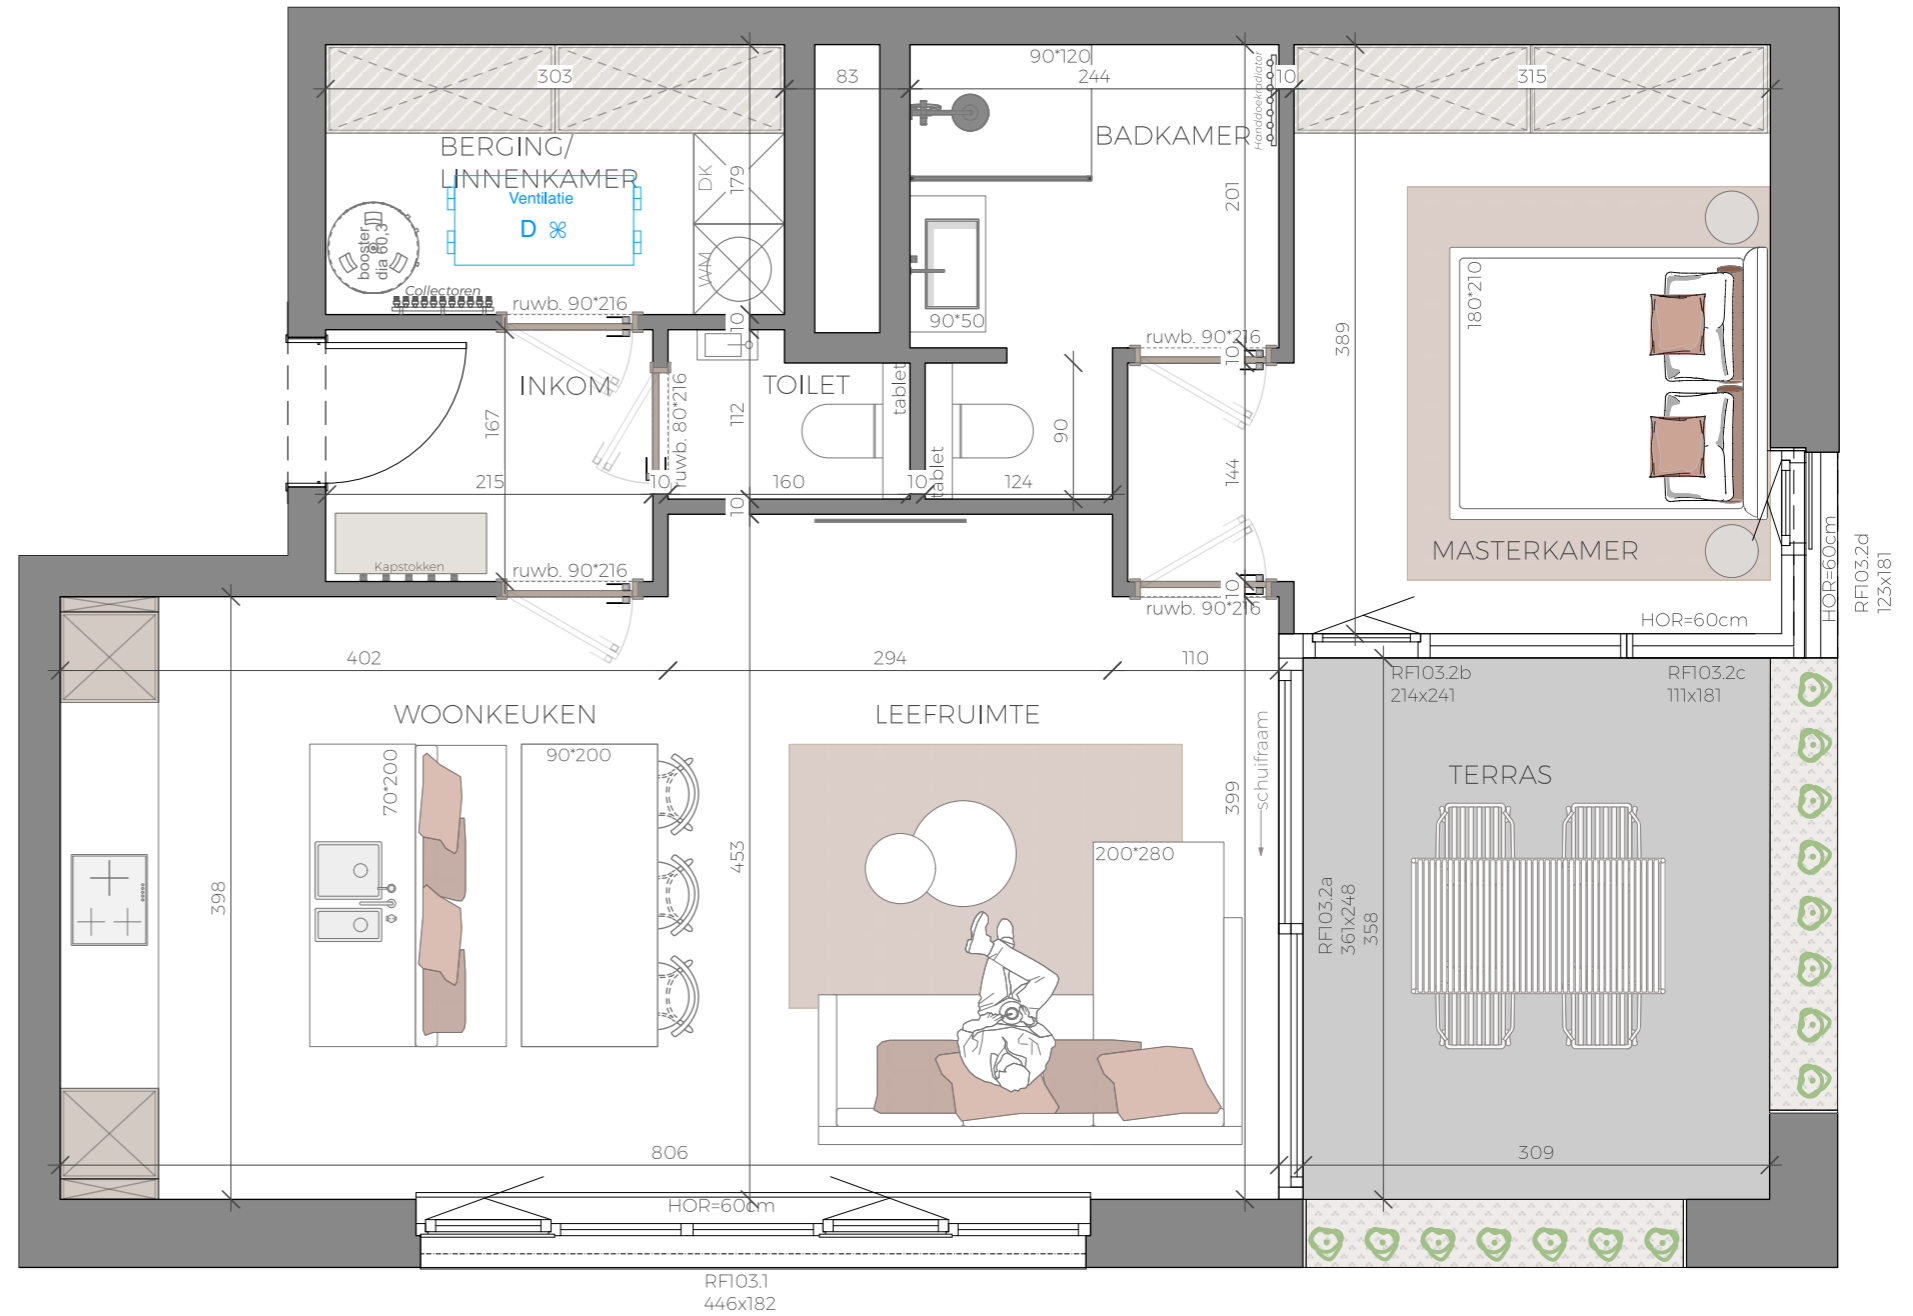 90*120
303
83
244
10
315
Handdoekradiator
BERGING/
LINNENKAMER
BADKAMER
DK
179
201
Ventilatie
D
booster
dia 60,3
WM
Collectoren
ruwb. 90*216
10
90*50
180*210
389
ruwb. 90*216
10
INKOM
TOILET
tablet
167
ruwb. 80*216
112
90
tablet
144
215
10
160
10
124
10
MASTERKAMER
HOR=60cm
RF103.2d
123x181
Kapstokken
ruwb. 90*216
10
ruwb. 90*216
HOR=60cm
402
294
110
RF103.2b
214x241
RF103.2c
111x181
WOONKEUKEN
LEEFRUIMTE
schuifraam
70*200
90*200
TERRAS
399
453
200*280
398
RF103.2a
361x248
358
806
309
HOR=60cm
RF103.1
446x182